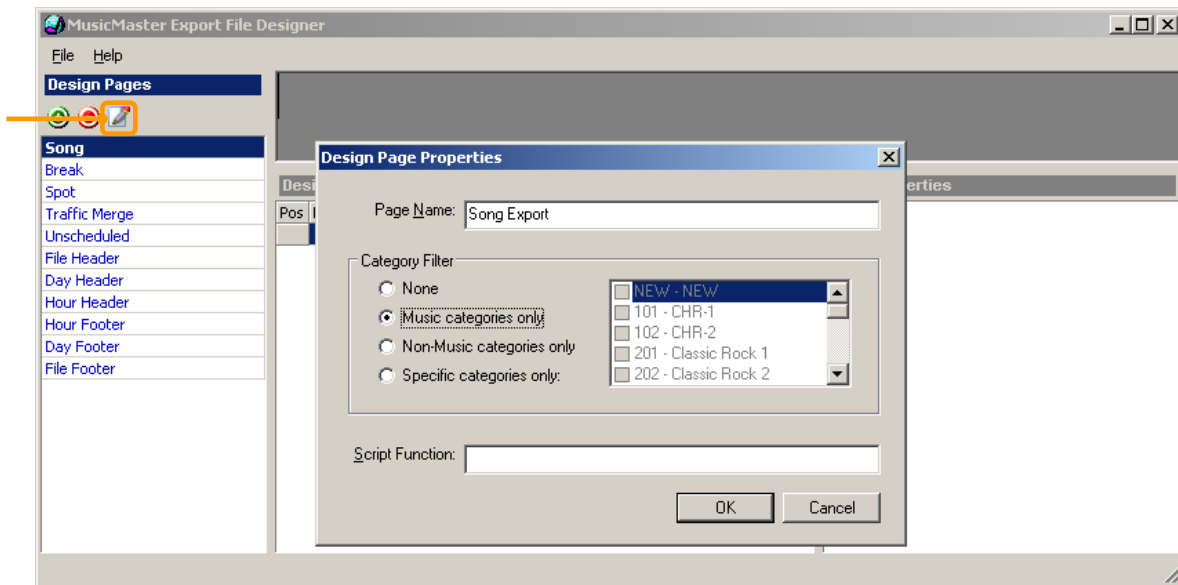 MusicMaster Export File Designer
File Help
Design Pages
Song
Break
Spot
Traffic Merge
Unscheduled
File Header
Day Header
Hour Header
Hour Footer
Day Footer
File Footer
Pos
Design Page Properties
Page Name: Song Export
Category Filter
None
Music categories only
Non-Music categories only
Specific categories only:
NEW - NEW
101 - CHR-1
102 - CHR-2
201 - Classic Rock 1
202 - Classic Rock 2
Script Function:
OK Cancel